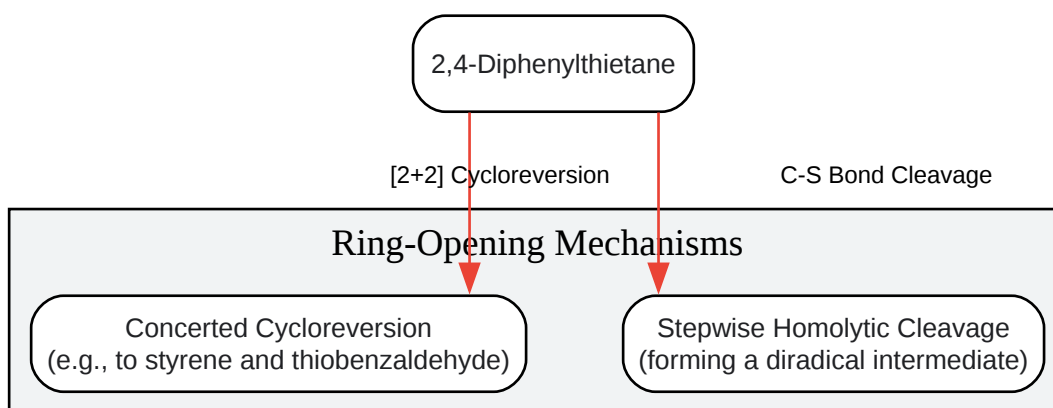 2,4-Diphenylthietane
[2+2] Cycloreversion
C-S Bond Cleavage
Ring-Opening Mechanisms
Concerted Cycloreversion
(e.g., to styrene and thiobenzaldehyde)
Stepwise Homolytic Cleavage
(forming a diradical intermediate)